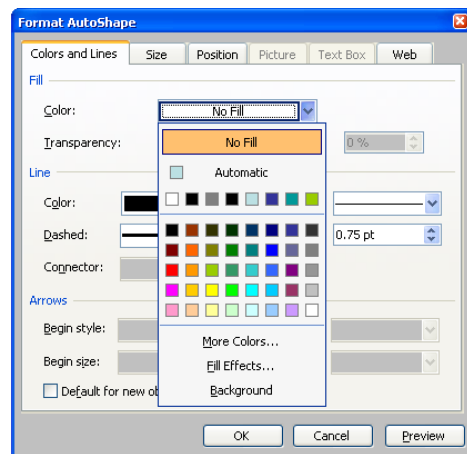 Format AutoShape
Colors and Lines Size Position Picture Text Box Web
Fill
Color: No Fill
No Fill
Transparency: 0 %
Automatic
Line
Color:
Dashed: 0.75 pt
Connector:
Arrows
Begin style:
More Colors...
Begin size:
Fill Effects...
Default for new ob
Background
OK Cancel Preview